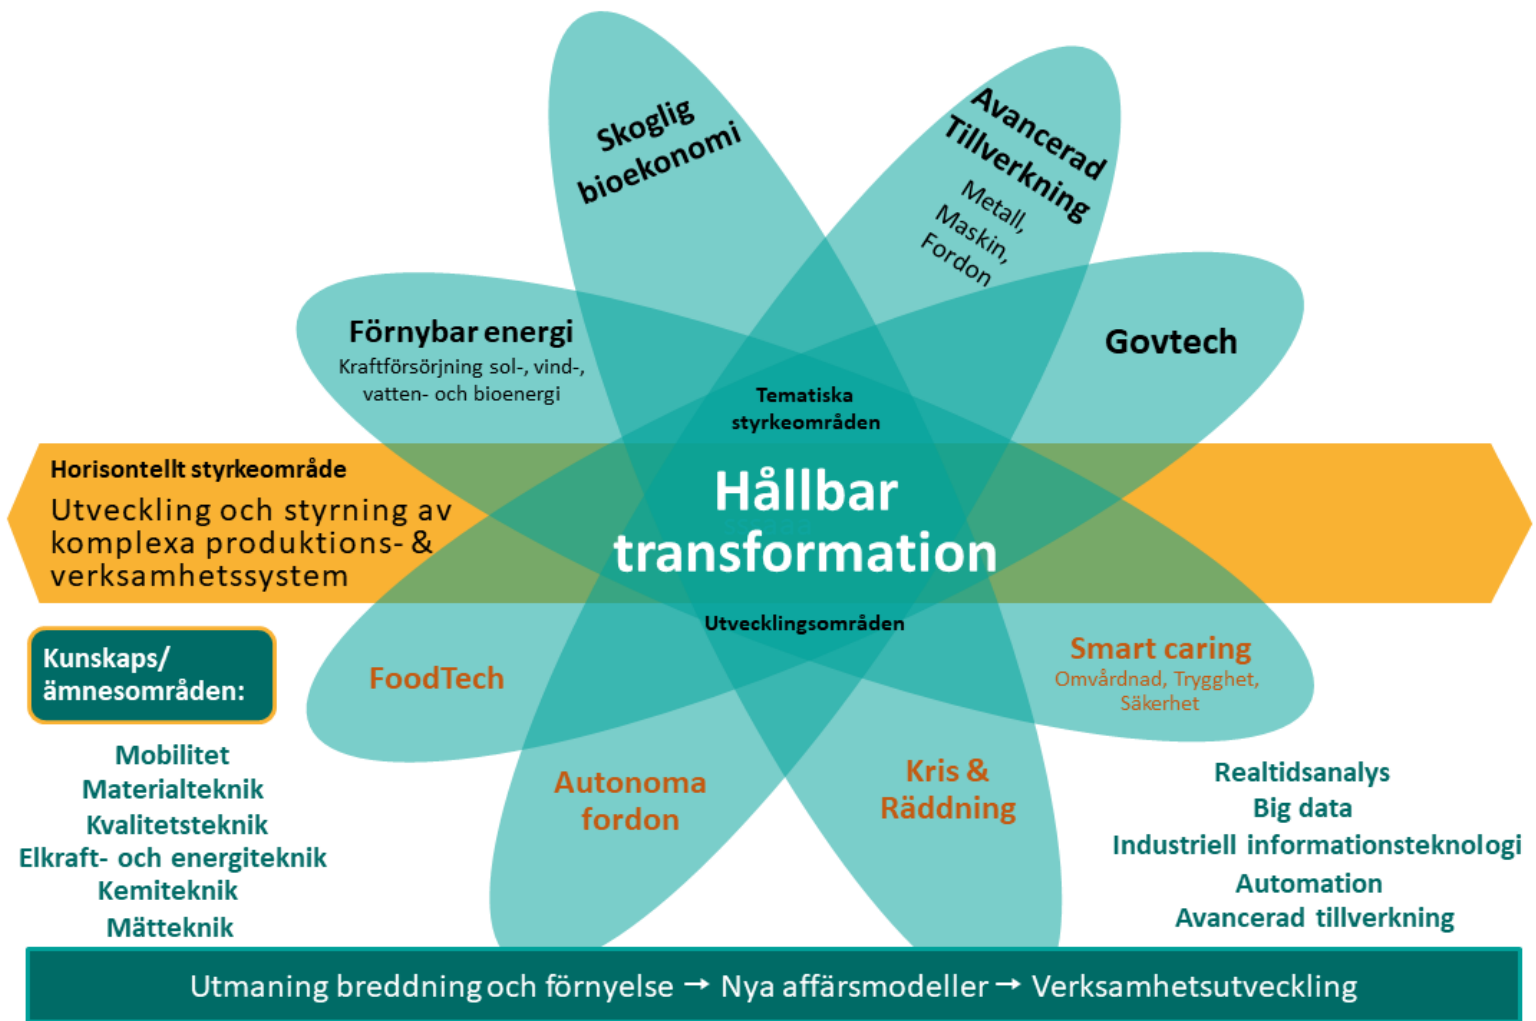 Skoglig
bioekonomi
Avancerad
Tillverkning
Metall,
Maskin,
Fordon
Förnybar energi
Kraftförsörjning sol-, vind-,
vatten- och bioenergi
Govtech
Tematiska
styrkeområden
Horisontellt styrkeområde
Utveckling och styrning av
komplexa produktions- &
verksamhetssystem
Hållbar
transformation
Utvecklingsområden
FoodTech
Smart caring
Omvårdnad, Trygghet,
Säkerhet
Autonoma
fordon
Kris &
Räddning
Kunskaps/
ämnesområden:
Mobilitet
Materialteknik
Kvalitetsteknik
Elkraft- och energiteknik
Kemiteknik
Mätteknik
Realtidsanalys
Big data
Industriell informationsteknologi
Automation
Avancerad tillverkning
Utmaning breddning och förnyelse → Nya affärsmodeller → Verksamhetsutveckling